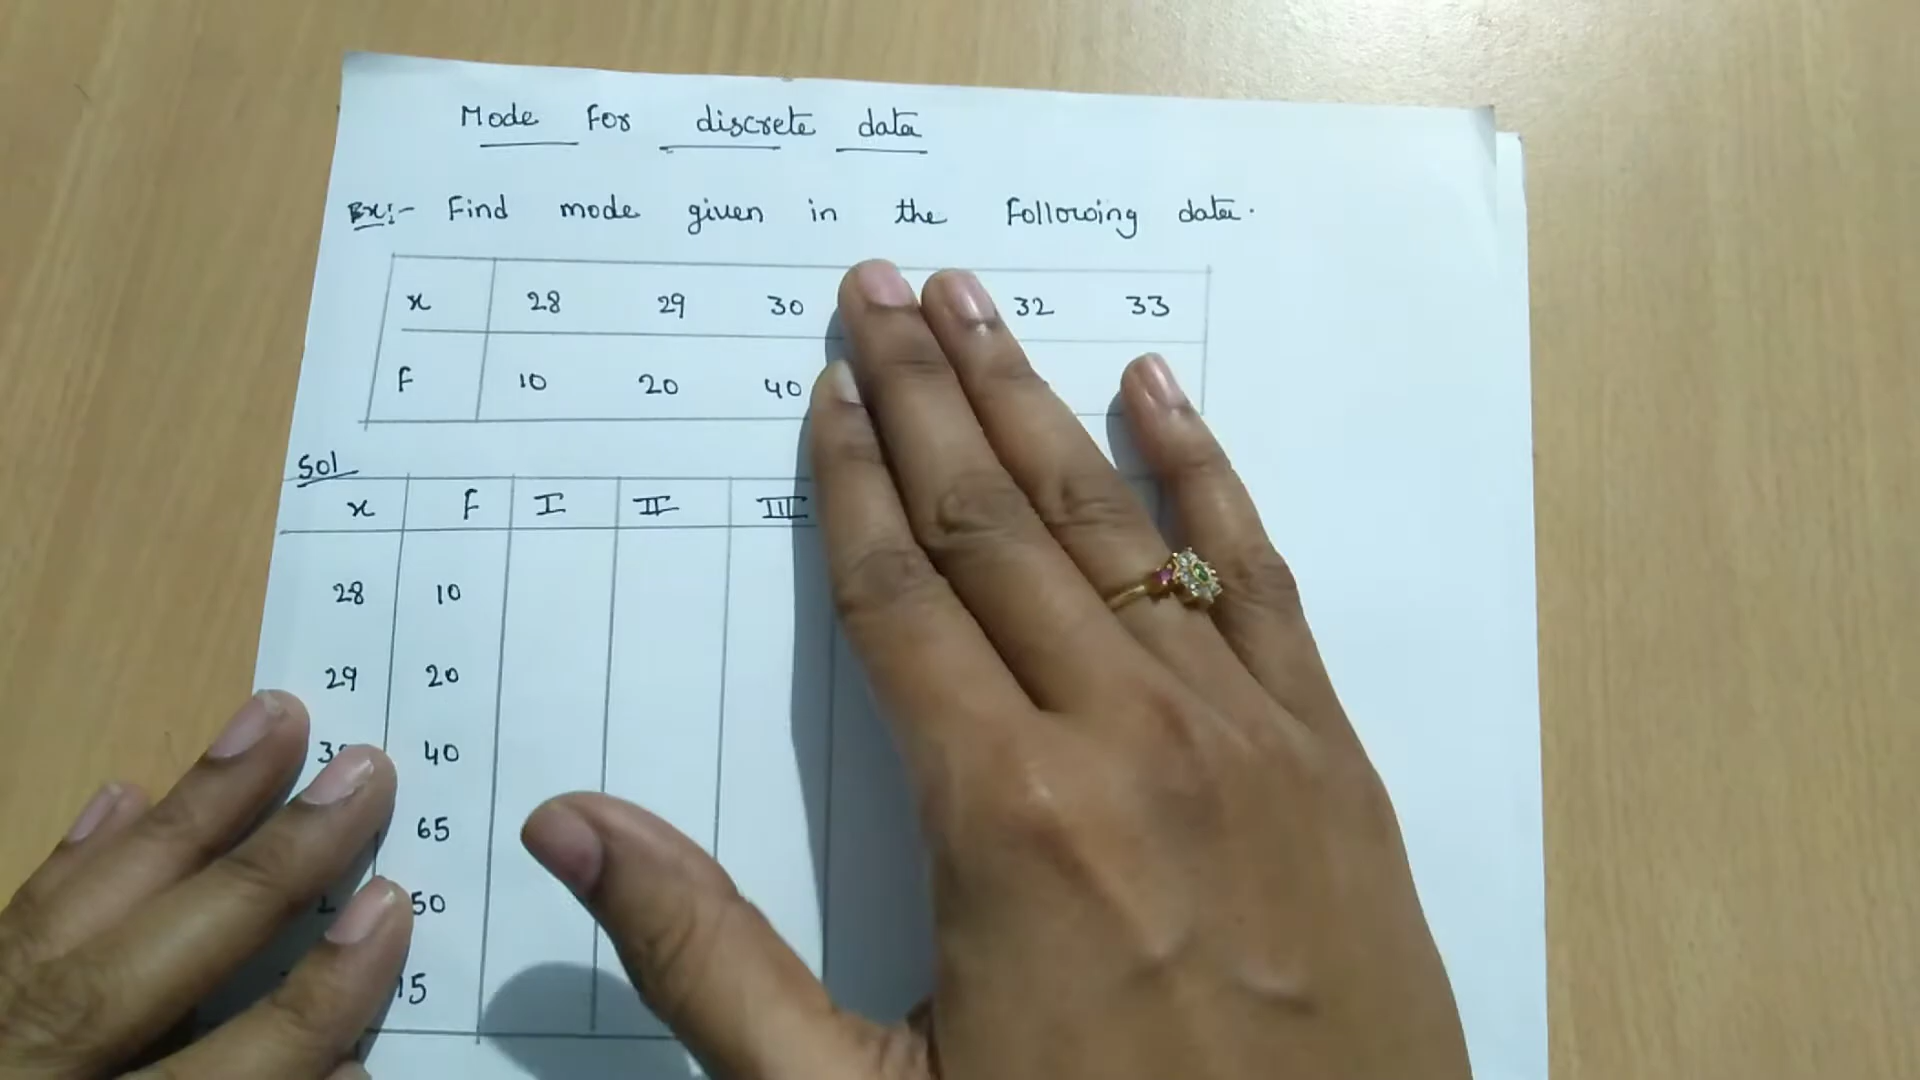 Mode For discrete data
Ex:- Find mode given in the Following data.
x 28 29 30 32 33
F 10 20 40
Sol
x F I II III
28 10
29 20
40
65
50
15